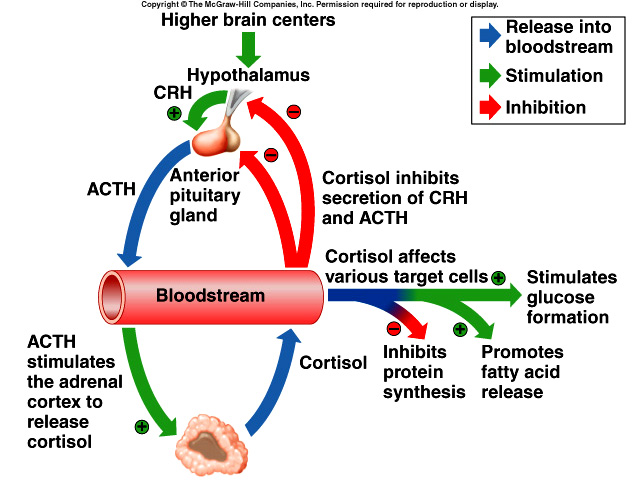 Copyright © The McGraw-Hill Companies, Inc. Permission required for reproduction or display.
Higher brain centers
Release into
bloodstream
Stimulation
Inhibition
Hypothalamus
CRH
+
−
−
ACTH
Anterior
pituitary
gland
Cortisol inhibits
secretion of CRH
and ACTH
Cortisol affects
various target cells
+
Stimulates
glucose
formation
Bloodstream
−
+
Inhibits
protein
synthesis
Promotes
fatty acid
release
ACTH
stimulates
the adrenal
cortex to
release
cortisol
+
Cortisol